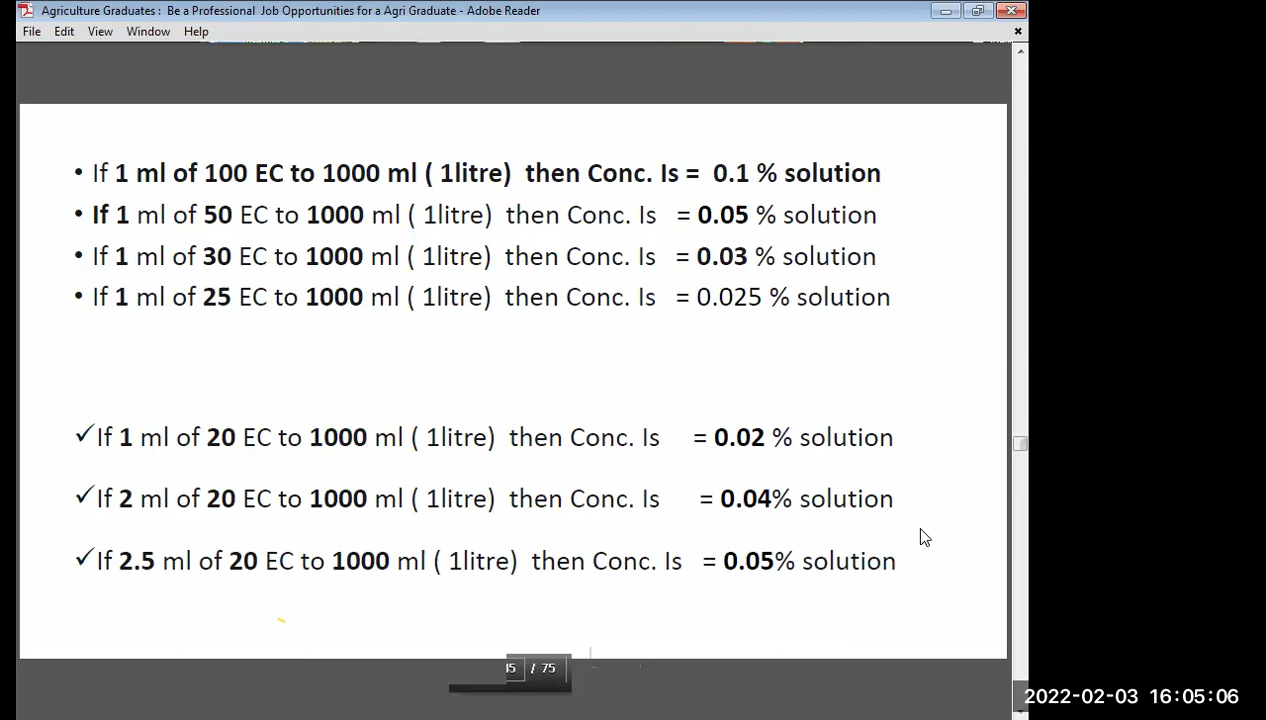 Agriculture Graduates : Be a Professional Job Opportunities for a Agri Graduate - Adobe Reader
File Edit View Window Help
• If 1 ml of 100 EC to 1000 ml ( 1litre) then Conc. Is = 0.1 % solution
• If 1 ml of 50 EC to 1000 ml ( 1litre) then Conc. Is = 0.05 % solution
• If 1 ml of 30 EC to 1000 ml ( 1litre) then Conc. Is = 0.03 % solution
• If 1 ml of 25 EC to 1000 ml ( 1litre) then Conc. Is = 0.025 % solution
✓If 1 ml of 20 EC to 1000 ml ( 1litre) then Conc. Is = 0.02 % solution
✓If 2 ml of 20 EC to 1000 ml ( 1litre) then Conc. Is = 0.04% solution
✓If 2.5 ml of 20 EC to 1000 ml ( 1litre) then Conc. Is = 0.05% solution
/ 75
2022-02-03 16:05:06